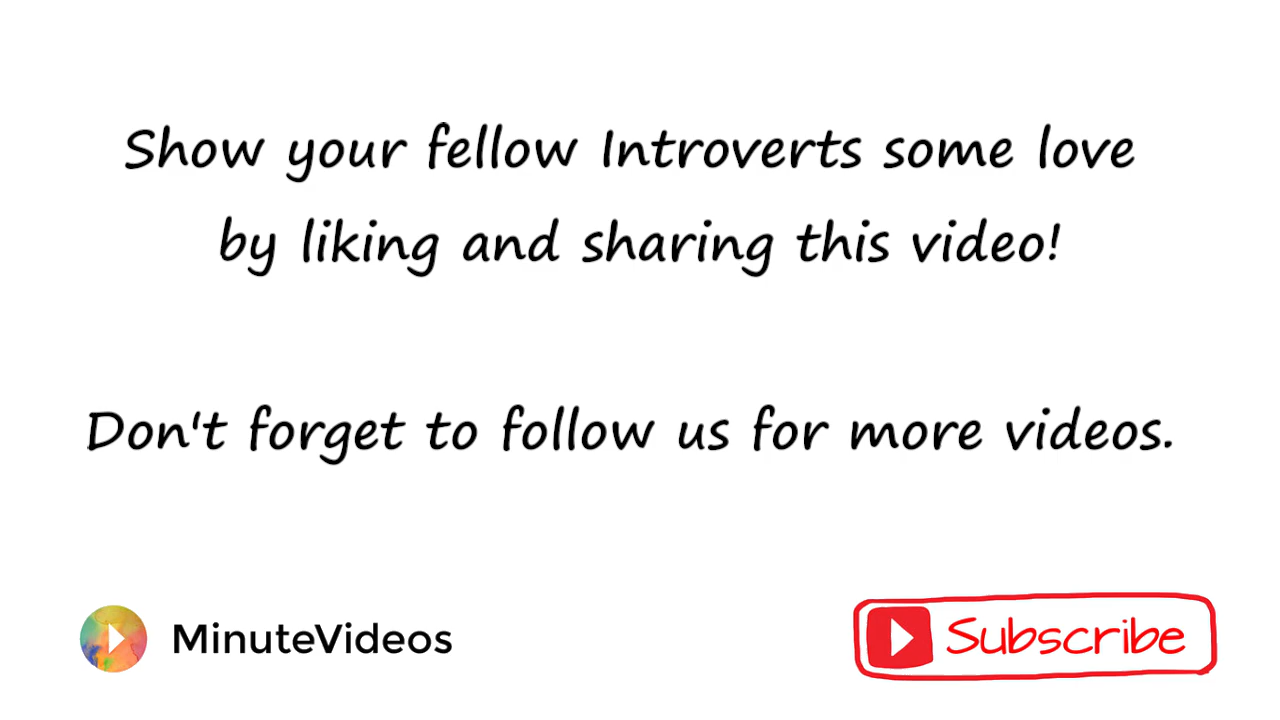 Show your fellow Introverts some love
by liking and sharing this video!
Don't forget to follow us for more videos.
MinuteVideos
Subscribe